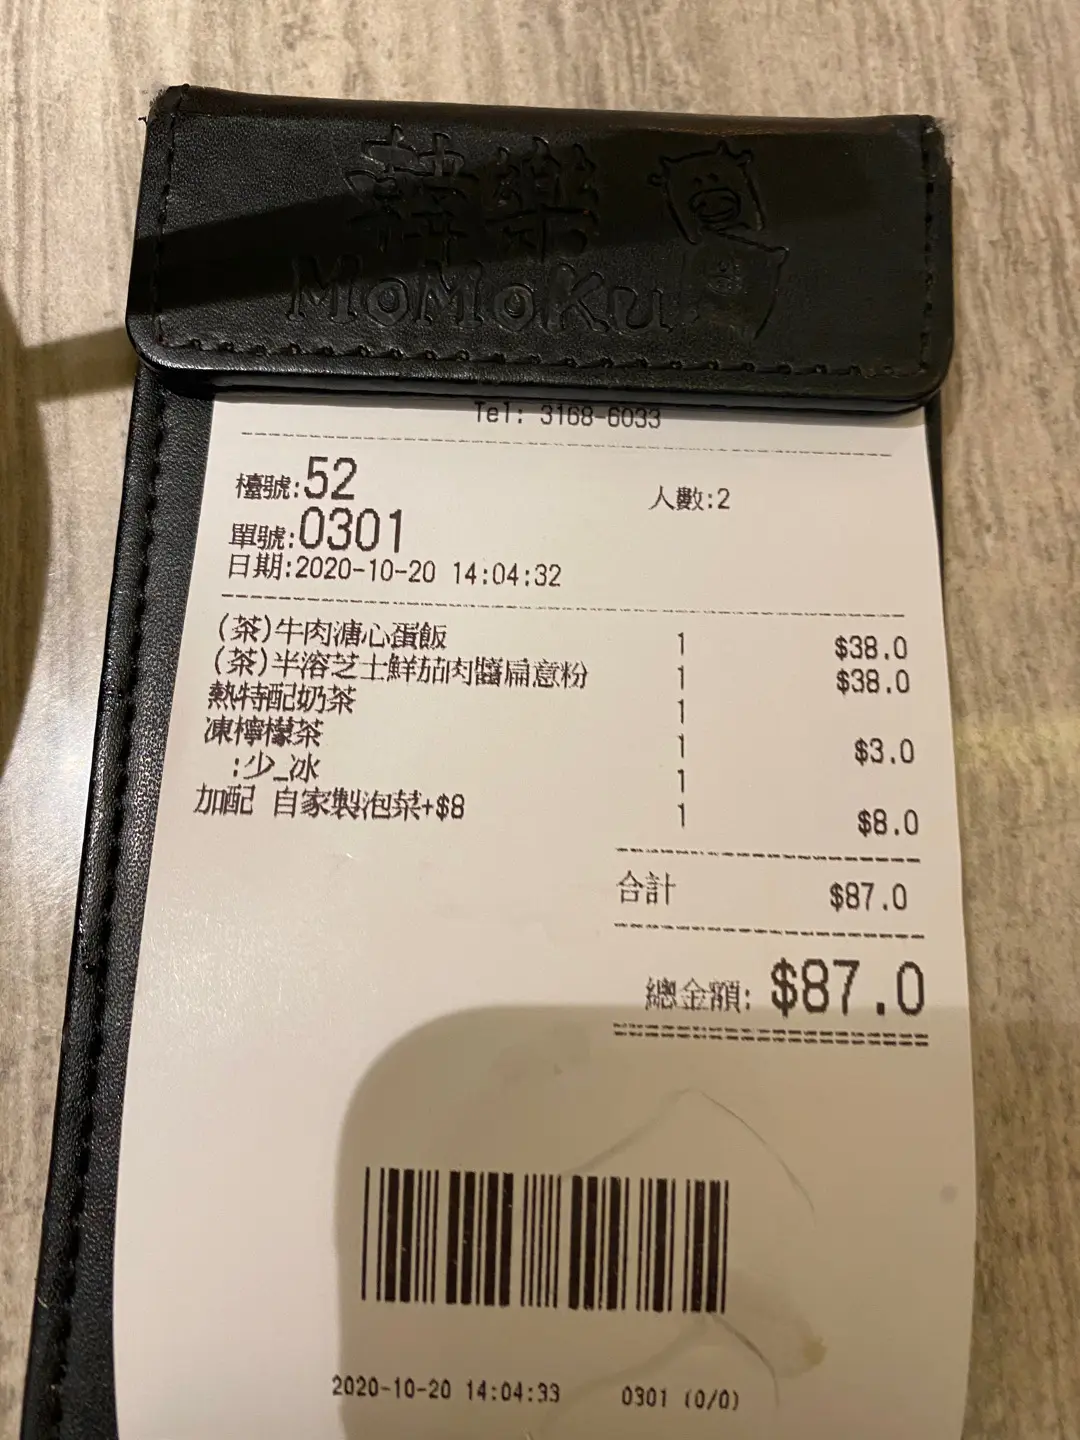 韓樂
MoMoKu
Tel: 3168-6033
檯號:52 人數:2
單號:0301
日期:2020-10-20 14:04:32
(茶)牛肉溏心蛋飯 1 $38.0
(茶)半溶芝士鮮茄肉醬扁意粉 1 $38.0
熱特配奶茶 1
凍檸檬茶 1 $3.0
:少_冰 1
加配 自家製泡菜+$8 1 $8.0
合計 $87.0
總金額: $87.0
2020-10-20 14:04:33 0301 (0/0)